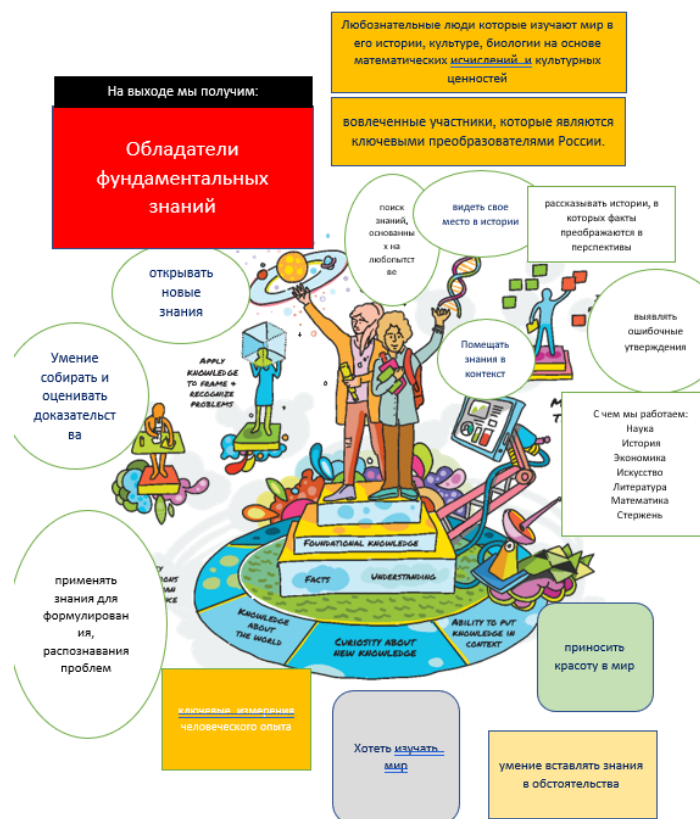 Любознательные люди которые изучают мир в
его истории, культуре, биологии на основе
математических исчислений и культурных
ценностей
На выходе мы получим:
Обладатели
фундаментальных
знаний
вовлеченные участники, которые являются
ключевыми преобразователями России.
поиск
знаний,
основанны
х на
любопытст
ве
видеть свое
место в истории
рассказывать истории, в
которых факты
преображаются в
перспективы
открывать
новые
знания
выявлять
ошибочные
утверждения
Умение
собирать и
оценивать
доказательст
ва
APPLY
KNOWLEDGE
TO FRAME &
RECOGNIZE
PROBLEMS
Помещать
знания в
контекст
С чем мы работаем:
Наука
История
Экономика
Искусство
Литература
Математика
Стержень
FOUNDATIONAL KNOWLEDGE
FACTS
UNDERSTANDING
применять
знания для
формулирован
ия,
распознавания
проблем
KNOWLEDGE
ABOUT
THE WORLD
CURIOSITY ABOUT
NEW KNOWLEDGE
ABILITY TO PUT
KNOWLEDGE IN
CONTEXT
приносить
красоту в мир
ключевые измерения
человеческого опыта
Хотеть изучать
мир
умение вставлять знания
в обстоятельства